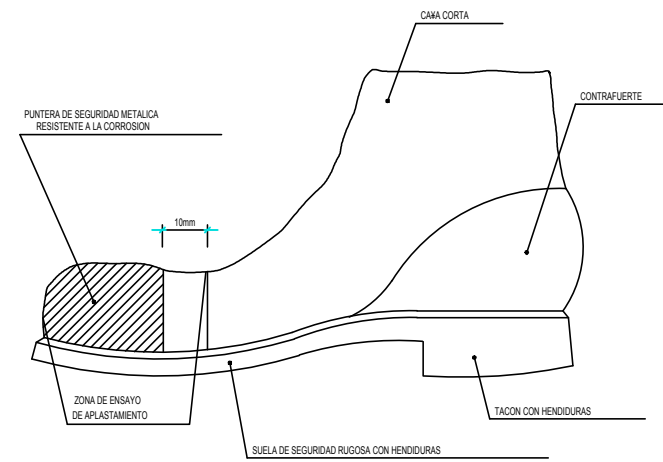 CA¥A CORTA
CONTRAFUERTE
PUNTERA DE SEGURIDAD METALICA
RESISTENTE A LA CORROSION
10mm
ZONA DE ENSAYO
DE APLASTAMIENTO
TACON CON HENDIDURAS
SUELA DE SEGURIDAD RUGOSA CON HENDIDURAS